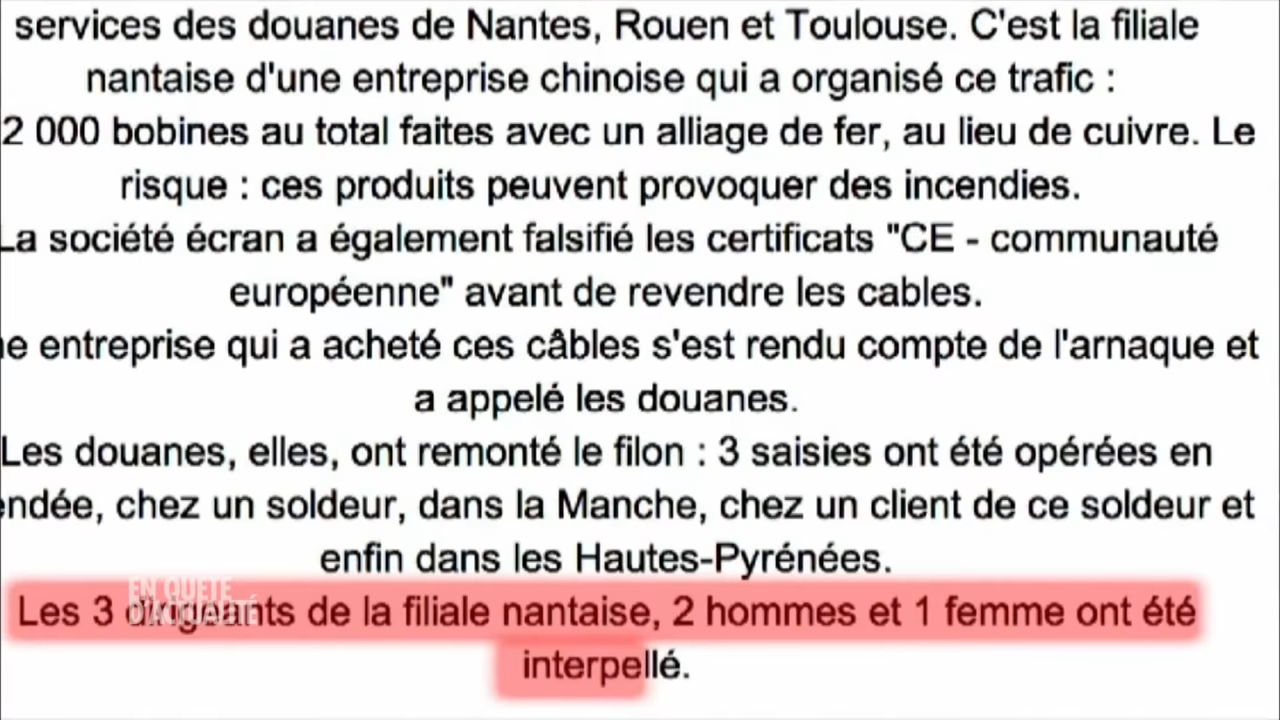 services des douanes de Nantes, Rouen et Toulouse. C'est la filiale
nantaise d'une entreprise chinoise qui a organisé ce trafic :
2 000 bobines au total faites avec un alliage de fer, au lieu de cuivre. Le
risque : ces produits peuvent provoquer des incendies.
La société écran a également falsifié les certificats "CE - communauté
européenne" avant de revendre les cables.
entreprise qui a acheté ces câbles s'est rendu compte de l'arnaque et
a appelé les douanes.
Les douanes, elles, ont remonté le filon : 3 saisies ont été opérées en
endée, chez un soldeur, dans la Manche, chez un client de ce soldeur et
enfin dans les Hautes-Pyrénées.
EN QUÊTE
D'ACTUALITÉ
Les 3 dirigeants de la filiale nantaise, 2 hommes et 1 femme ont été
interpellé.